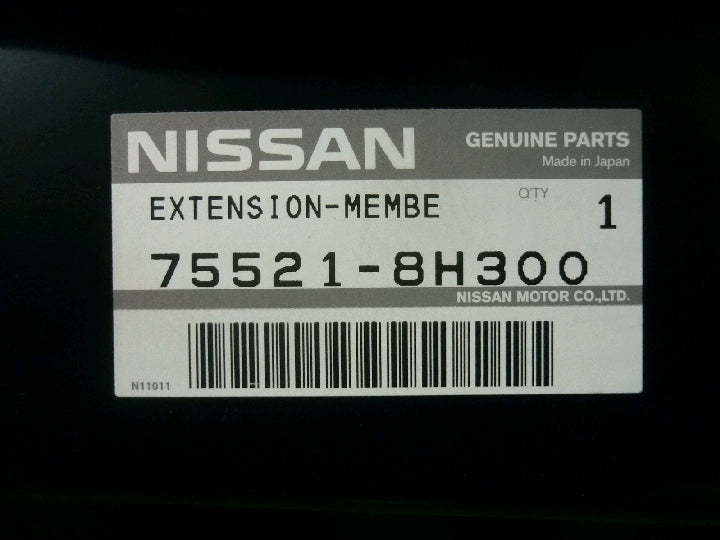 NISSAN
GENUINE PARTS
Made in Japan
EXTENSION-MEMBE
QTY
1
75521-8H300
NISSAN MOTOR CO.,LTD.
N11011